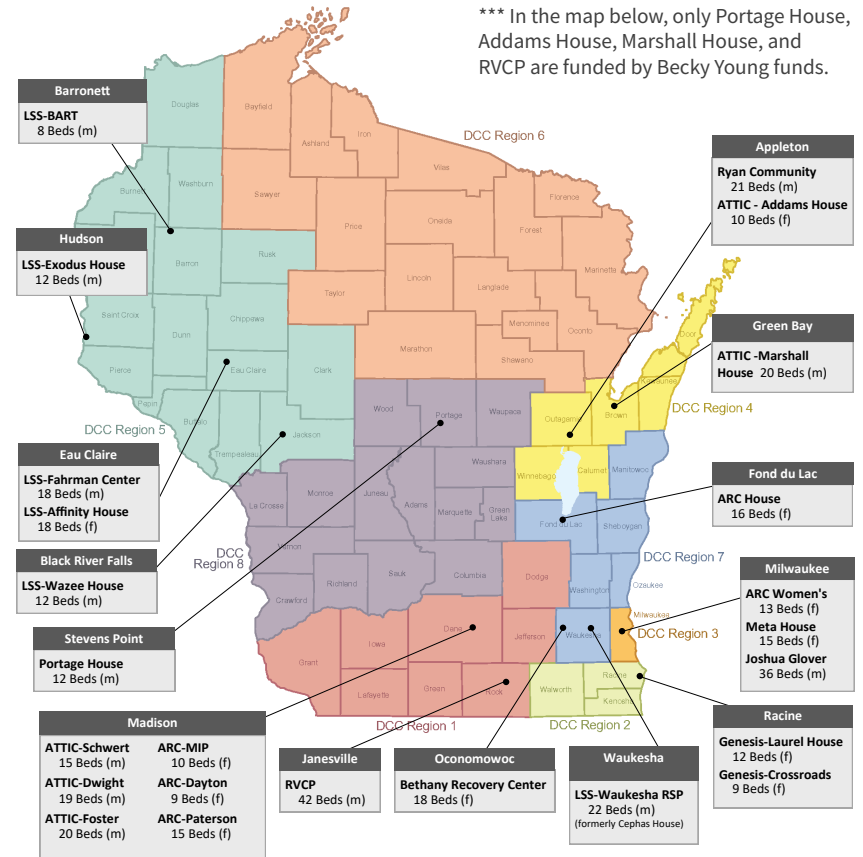 *** In the map below, only Portage House,
Addams House, Marshall House, and
RVCP are funded by Becky Young funds.
Barronett
LSS-BART
8 Beds (m)
Hudson
LSS-Exodus House
12 Beds (m)
Eau Claire
LSS-Fahrman Center
18 Beds (m)
LSS-Affinity House
18 Beds (f)
Black River Falls
LSS-Wazee House
12 Beds (m)
Stevens Point
Portage House
12 Beds (m)
Madison
ATTIC-Schwert
15 Beds (m)
ATTIC-Dwight
19 Beds (m)
ATTIC-Foster
20 Beds (m)
ARC-MIP
10 Beds (f)
ARC-Dayton
9 Beds (f)
ARC-Paterson
15 Beds (f)
Janesville
RVCP
42 Beds (m)
Oconomowoc
Bethany Recovery Center
18 Beds (f)
Waukesha
LSS-Waukesha RSP
22 Beds (m)
(formerly Cephas House)
Racine
Genesis-Laurel House
12 Beds (f)
Genesis-Crossroads
9 Beds (f)
Milwaukee
ARC Women's
13 Beds (f)
Meta House
15 Beds (f)
Joshua Glover
36 Beds (m)
Fond du Lac
ARC House
16 Beds (f)
Green Bay
ATTIC -Marshall
House 20 Beds (m)
Appleton
Ryan Community
21 Beds (m)
ATTIC - Addams House
10 Beds (f)
DCC Region 6
DCC Region 5
DCC Region 4
DCC
Region 8
DCC Region 7
DCC Region 3
DCC Region 1
DCC Region 2
Douglas
Bayfield
Ashland
Iron
Vilas
Burnett
Washburn
Sawyer
Price
Oneida
Florence
Forest
Marinette
Barron
Rusk
Taylor
Lincoln
Langlade
Saint Croix
Dunn
Chippewa
Menominee
Oconto
Marathon
Shawano
Door
Pierce
Pepin
Eau Claire
Clark
Kewaunee
Buffalo
Trempealeau
Jackson
Wood
Portage
Waupaca
Outagamie
Brown
Waushara
Winnebago
Calumet
Manitowoc
La Crosse
Monroe
Juneau
Adams
Marquette
Green
Lake
Fond du Lac
Sheboygan
Vernon
Richland
Sauk
Columbia
Dodge
Washington
Ozaukee
Crawford
Grant
Iowa
Dane
Jefferson
Waukesha
Milwaukee
Lafayette
Green
Rock
Walworth
Racine
Kenosha